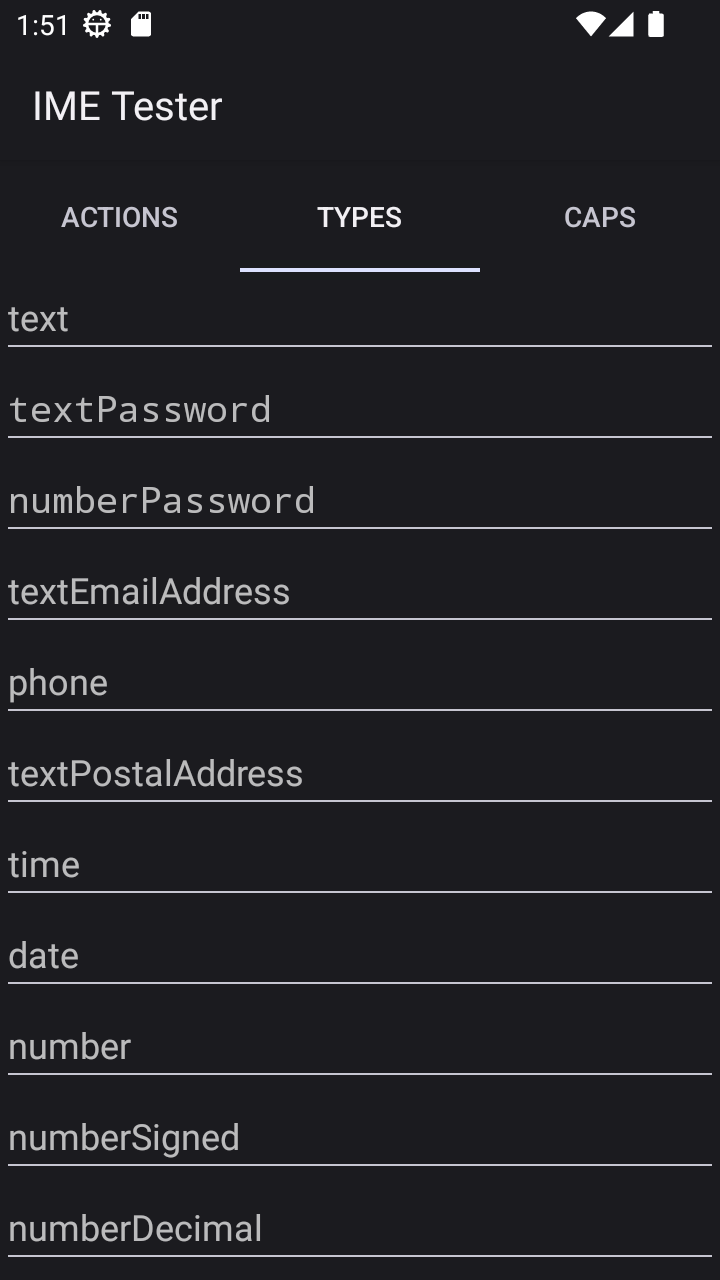 1:51
IME Tester
ACTIONS TYPES CAPS
text
textPassword
numberPassword
textEmailAddress
phone
textPostalAddress
time
date
number
numberSigned
numberDecimal